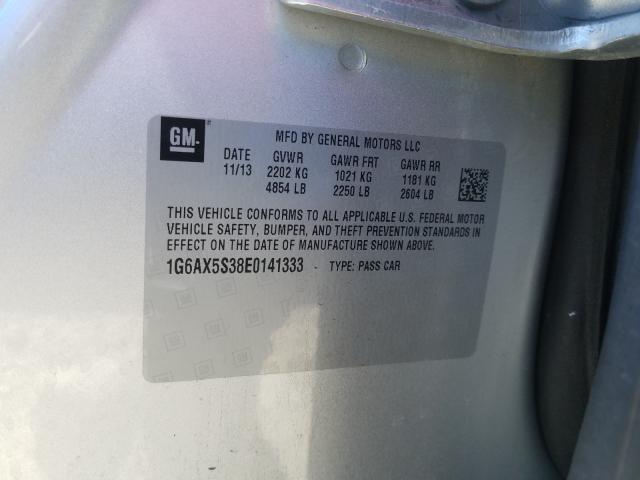 GM
MFD BY GENERAL MOTORS LLC
DATE GVWR GAWR FRT GAWR RR
11/13 2202 KG 1021 KG 1181 KG
4854 LB 2250 LB 2604 LB
THIS VEHICLE CONFORMS TO ALL APPLICABLE U.S. FEDERAL MOTOR
VEHICLE SAFETY, BUMPER, AND THEFT PREVENTION STANDARDS IN
EFFECT ON THE DATE OF MANUFACTURE SHOWN ABOVE.
1G6AX5S38E0141333 TYPE: PASS CAR